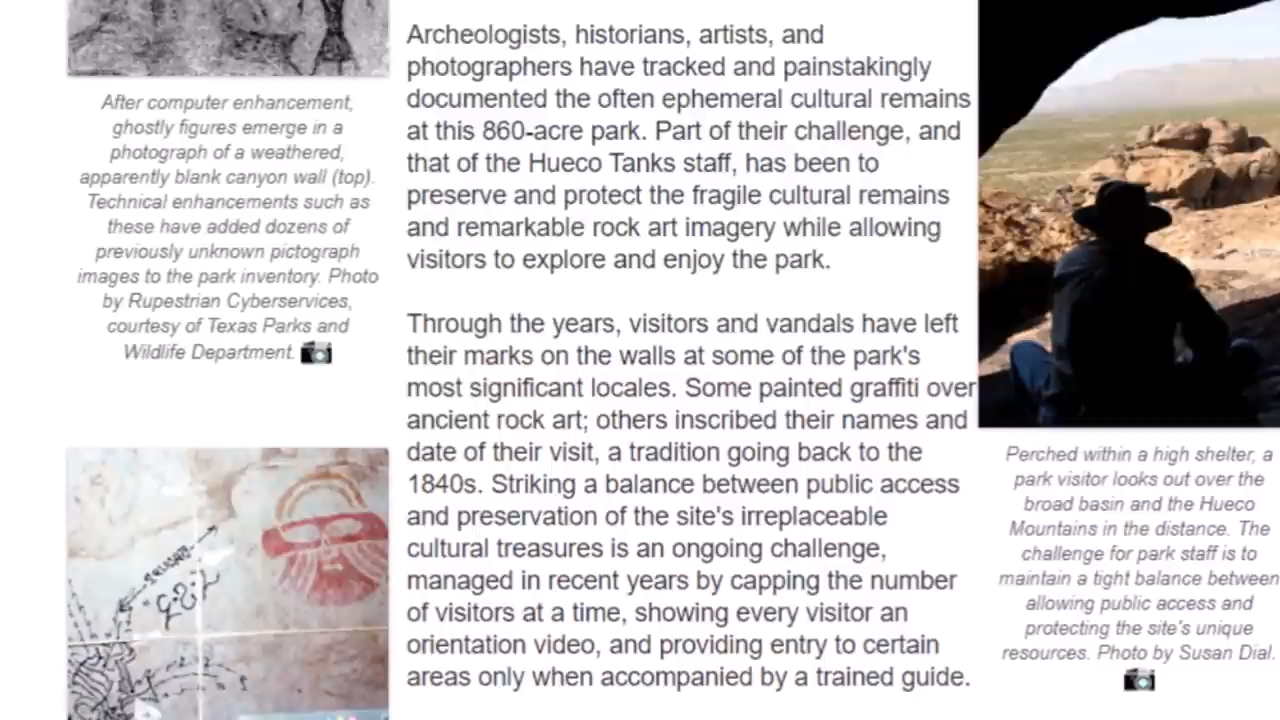 After computer enhancement,
ghostly figures emerge in a
photograph of a weathered,
apparently blank canyon wall (top).
Technical enhancements such as
these have added dozens of
previously unknown pictograph
images to the park inventory. Photo
by Rupestrian Cyberservices,
courtesy of Texas Parks and
Wildlife Department.
Archeologists, historians, artists, and
photographers have tracked and painstakingly
documented the often ephemeral cultural remains
at this 860-acre park. Part of their challenge, and
that of the Hueco Tanks staff, has been to
preserve and protect the fragile cultural remains
and remarkable rock art imagery while allowing
visitors to explore and enjoy the park.
Through the years, visitors and vandals have left
their marks on the walls at some of the park's
most significant locales. Some painted graffiti over
ancient rock art; others inscribed their names and
date of their visit, a tradition going back to the
1840s. Striking a balance between public access
and preservation of the site's irreplaceable
cultural treasures is an ongoing challenge,
managed in recent years by capping the number
of visitors at a time, showing every visitor an
orientation video, and providing entry to certain
areas only when accompanied by a trained guide.
Perched within a high shelter, a
park visitor looks out over the
broad basin and the Hueco
Mountains in the distance. The
challenge for park staff is to
maintain a tight balance between
allowing public access and
protecting the site's unique
resources. Photo by Susan Dial.